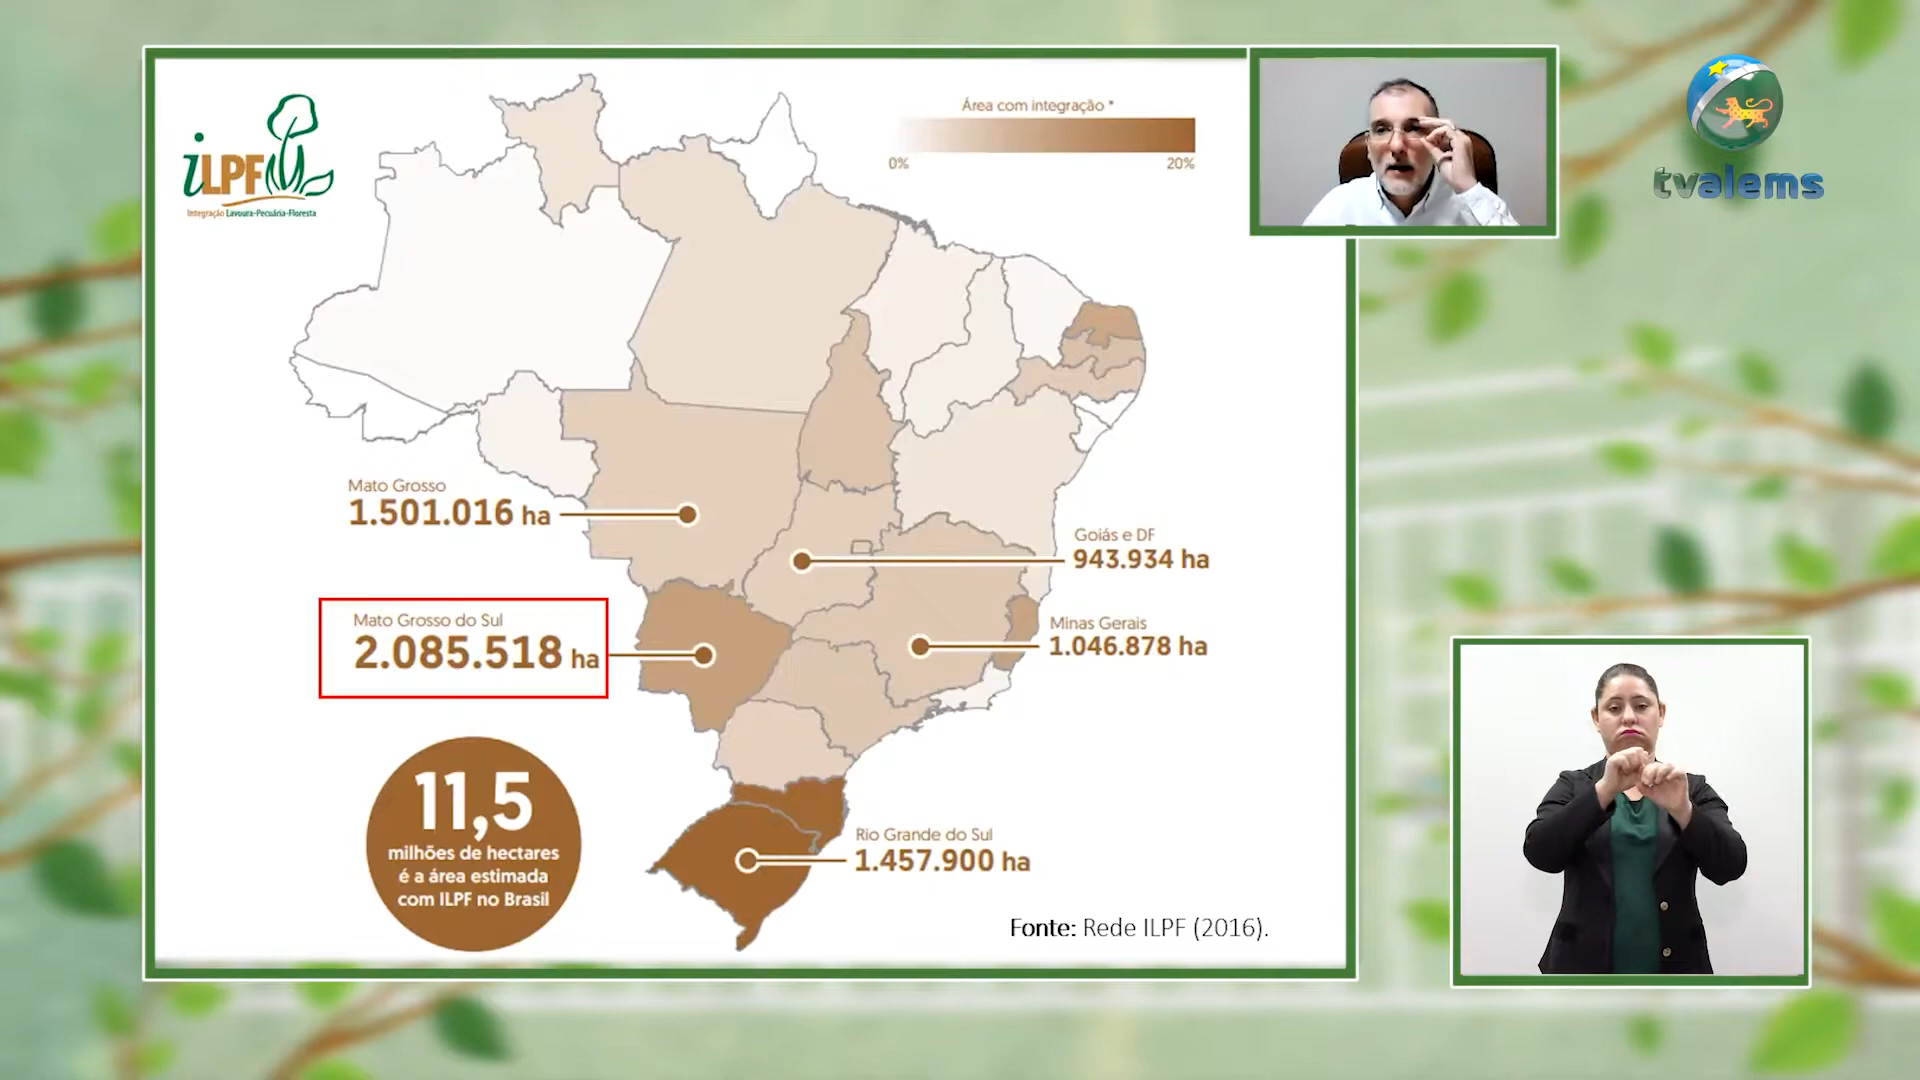 iLPF
Integração Lavoura-Pecuária-Floresta
Área com integração *
0%
20%
tvalems
Mato Grosso
1.501.016 ha
Goiás e DF
943.934 ha
Mato Grosso do Sul
2.085.518 ha
Minas Gerais
1.046.878 ha
11,5
milhões de hectares
é a área estimada
com ILPF no Brasil
Rio Grande do Sul
1.457.900 ha
Fonte: Rede ILPF (2016).